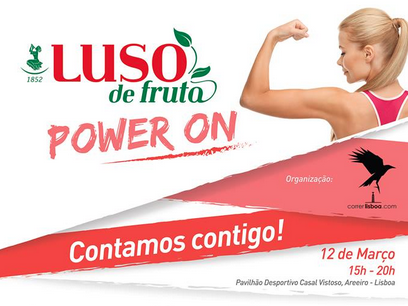 LUSO
1852
de fruta
POWER ON
Organização:
correrlisboa.com
Contamos contigo!
12 de Março
15h - 20h
Pavilhão Desportivo Casal Vistoso, Areeiro - Lisboa